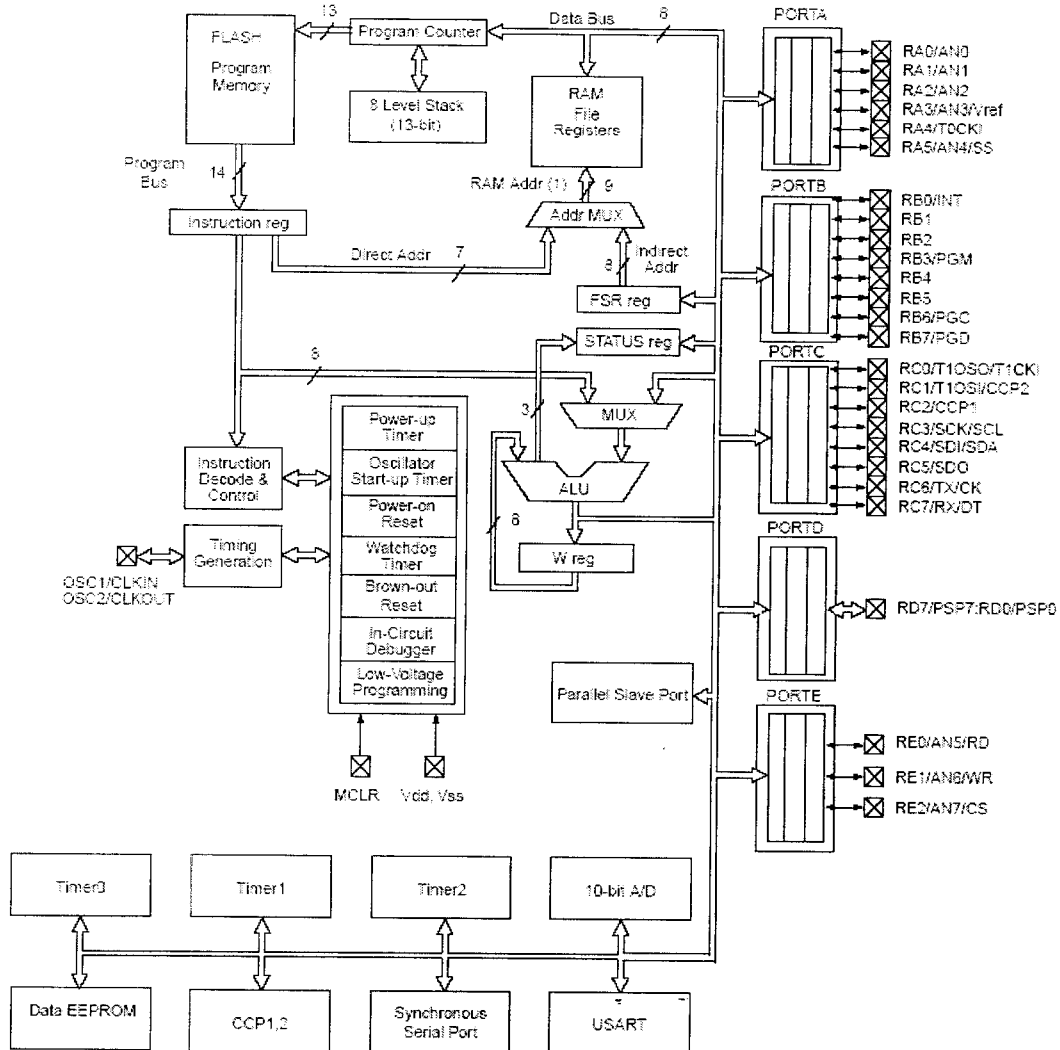 13
Data Bus
8
PORTA
FLASH
Program
Memory
Program Counter
RA0/AN0
RA1/AN1
RA2/AN2
RA3/AN3/Vref
RA4/T0CKI
RA5/AN4/SS
8 Level Stack
(13-bit)
RAM
File
Registers
Program
Bus
14
RAM Addr (1)
9
PORTB
Instruction reg
Addr MUX
RB0/INT
RB1
RB2
RB3/PGM
RB4
RB5
RB6/PGC
RB7/PGD
Direct Addr
7
8
Indirect
Addr
FSR reg
STATUS reg
PORTC
8
3
MUX
RC0/T1OSO/T1CKI
RC1/T1OSI/CCP2
RC2/CCP1
RC3/SCK/SCL
RC4/SDI/SDA
RC5/SDO
RC6/TX/CK
RC7/RX/DT
Power-up
Timer
Instruction
Decode &
Control
Oscillator
Start-up Timer
ALU
Power-on
Reset
8
PORTD
Timing
Generation
Watchdog
Timer
W reg
OSC1/CLKIN
OSC2/CLKOUT
Brown-out
Reset
RD7/PSP7:RD0/PSP0
In-Circuit
Debugger
Low-Voltage
Programming
Parallel Slave Port
PORTE
MCLR
Vdd, Vss
RE0/AN5/RD
RE1/AN6/WR
RE2/AN7/CS
Timer0
Timer1
Timer2
10-bit A/D
Data EEPROM
CCP1,2
Synchronous
Serial Port
USART